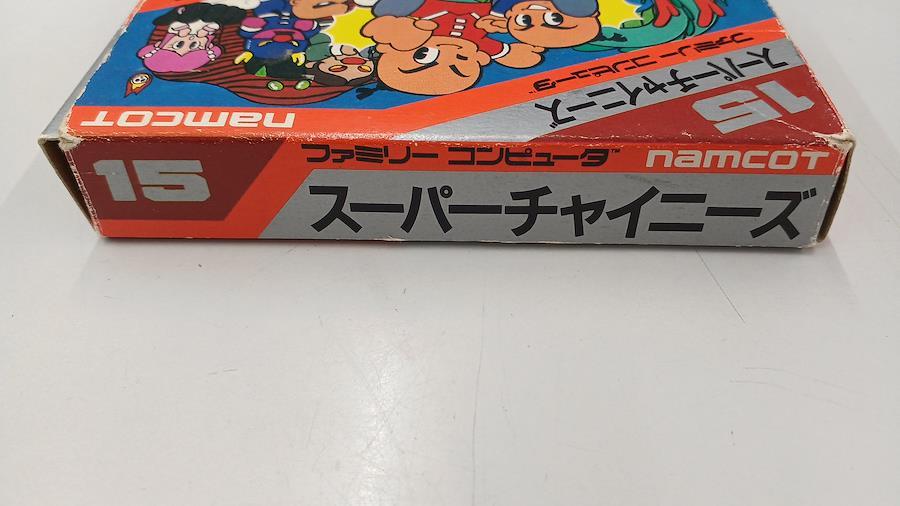 namcoT
ファミリー コンピュータ
スーパーチャイニーズ
15
15
ファミリー コンピュータ™
namcoT
スーパーチャイニーズ